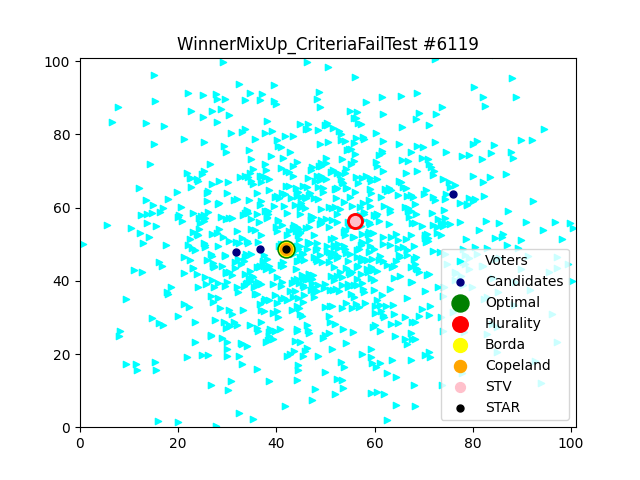 WinnerMixUp_CriteriaFailTest #6119
100
80
60
40
20
0
0
20
40
60
80
100
Voters
Candidates
Optimal
Plurality
Borda
Copeland
STV
STAR